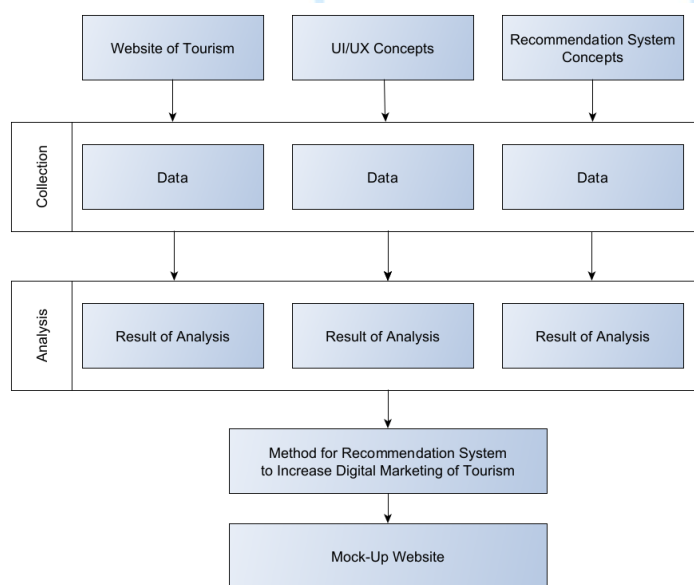 Website of Tourism
UI/UX Concepts
Recommendation System
Concepts
Collection
Data
Data
Data
Analysis
Result of Analysis
Result of Analysis
Result of Analysis
Method for Recommendation System
to Increase Digital Marketing of Tourism
Mock-Up Website